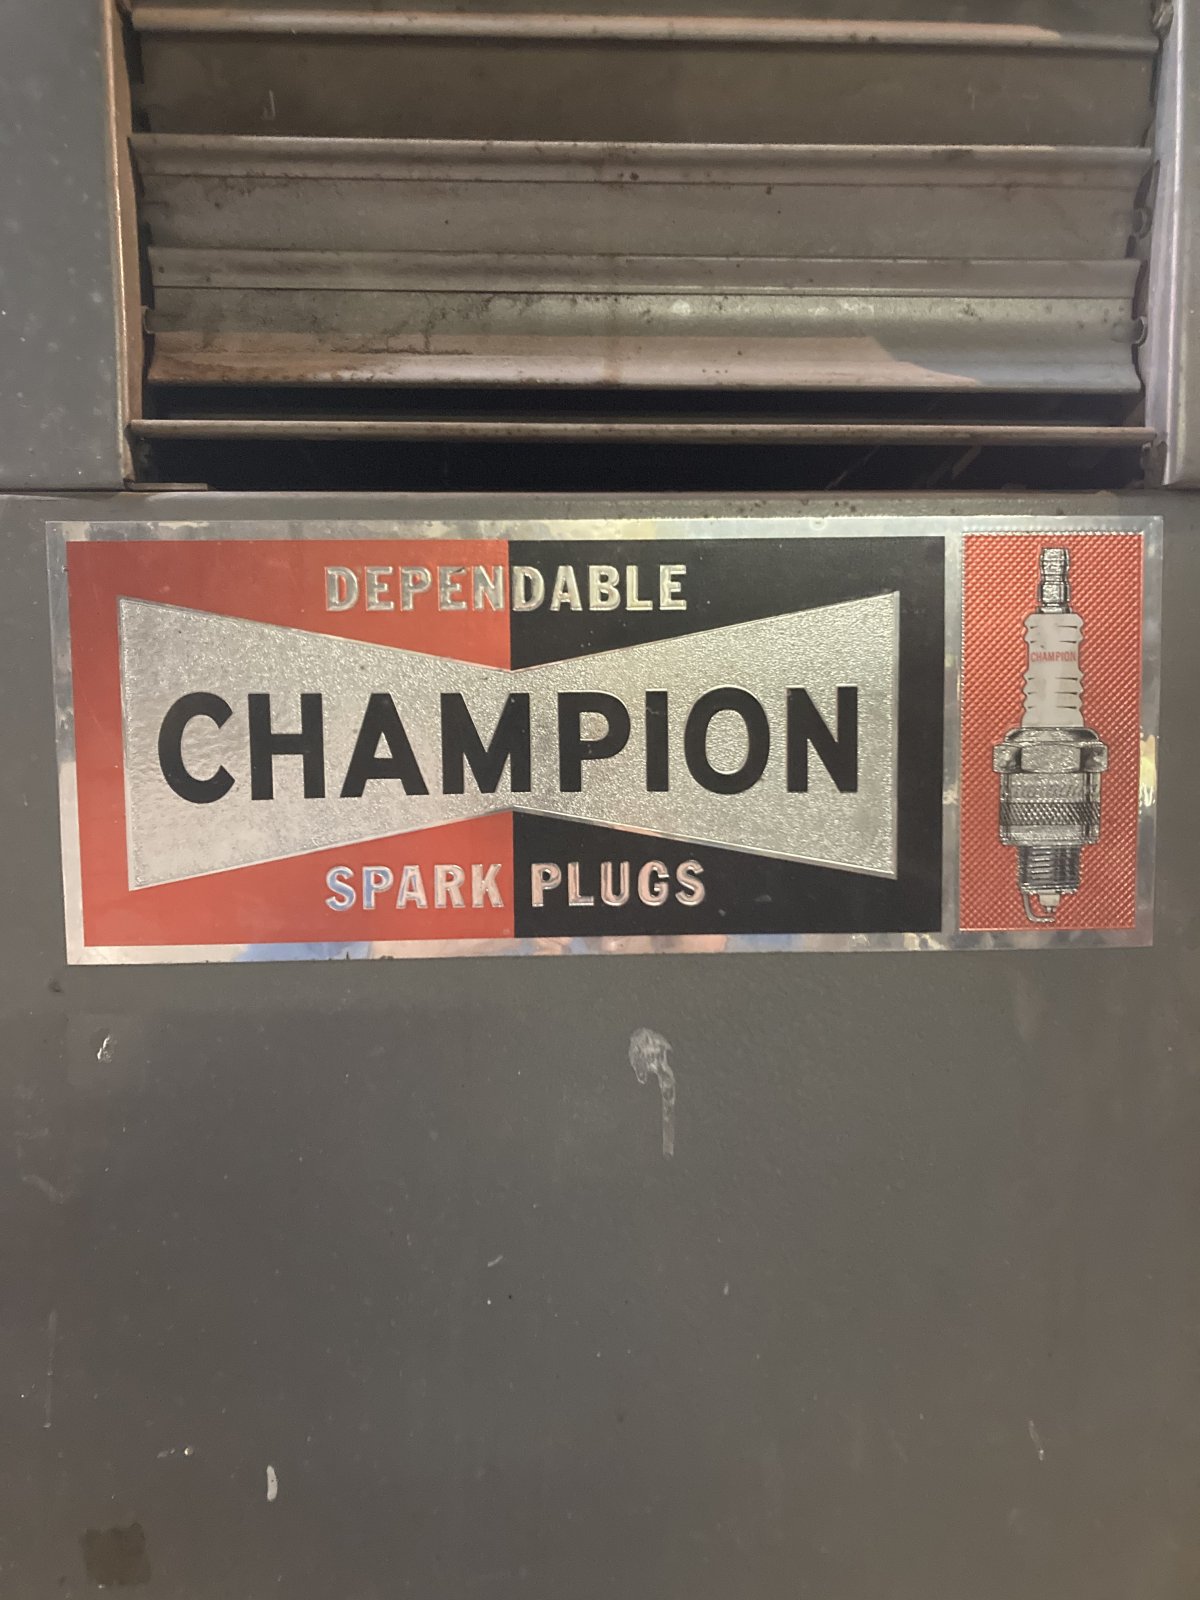 DEPENDABLE
CHAMPION
SPARK PLUGS
CHAMPION